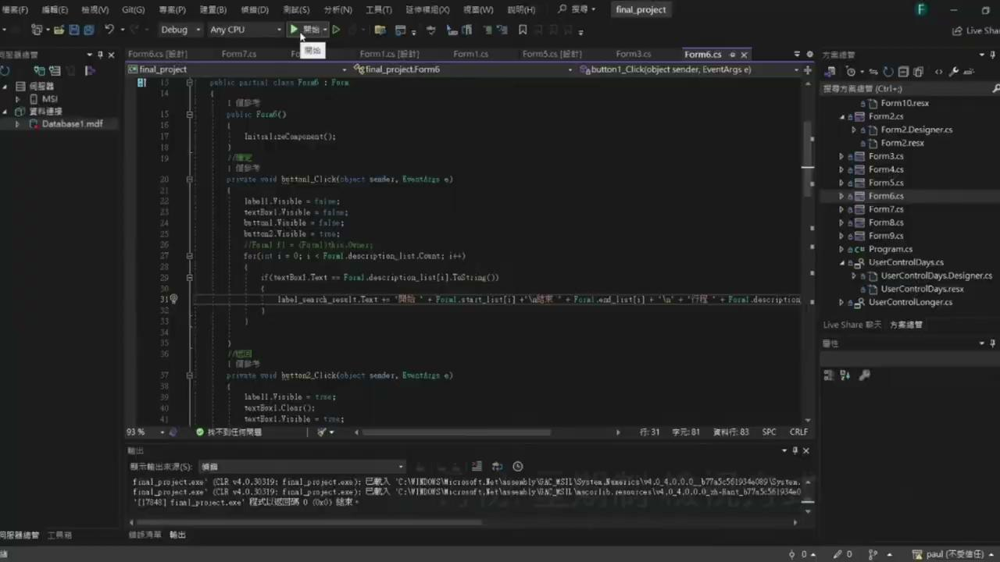 檔案(F) 編輯(E) 檢視(V) Git(G) 專案(P) 建置(B) 偵錯(D) 測試(S) 分析(N) 工具(T) 延伸模組(X) 視窗(W) 說明(H) 搜尋 final_project F
Debug Any CPU 開始 Live Share
開始
伺服器總管
Form6.cs [設計] Form7.cs Form1.cs [設計] Form1.cs Form5.cs [設計] Form3.cs Form6.cs
方案總管
final_project final_project.Form6 button1_Click(object sender, EventArgs e)
伺服器
MSI
資料連接
Database1.mdf
13 public partial class Form6 : Form
14 {
1 個參考
15 public Form6()
16 {
17 InitializeComponent();
18 }
19 //確定
1 個參考
20 private void button1_Click(object sender, EventArgs e)
21 {
22 label1.Visible = false;
23 textBox1.Visible = false;
24 button1.Visible = false;
25 button2.Visible = true;
26 //Form1 f1 = (Form1)this.Owner;
27 for(int i = 0; i < Form1.description_list.Count; i++)
28 {
29 if(textBox1.Text == Form1.description_list[i].ToString())
30 {
31 label_search_result.Text += "開始 " + Form1.start_list[i] +"\n結束 " + Form1.end_list[i] + "\n" + "行程 " + Form1.description
32 }
33 }
34
35 }
36 //返回
1 個參考
37 private void button2_Click(object sender, EventArgs e)
38 {
39 label1.Visible = true;
40 textBox1.Clear();
41 textBox1.Visible = true;
93 % 找不到任何問題 行: 31 字元: 81 資料行: 83 SPC CRLF
搜尋方案總管 (Ctrl+;)
Form10.resx
Form2.cs
Form2.Designer.cs
Form2.resx
Form3.cs
Form4.cs
Form5.cs
Form6.cs
Form7.cs
Form8.cs
Form9.cs
Program.cs
UserControlDays.cs
UserControlDays.Designer.cs
UserControlDays.resx
UserControlLonger.cs
Live Share 聊天 方案總管
屬性
輸出
顯示輸出來源(S): 偵錯
final_project.exe' (CLR v4.0.30319: final_project.exe): 已載入 'C:\WINDOWS\Microsoft.Net\assembly\GAC_MSIL\System.Numerics\v4.0_4.0.0.0__b77a5c561934e089\System.
final_project.exe' (CLR v4.0.30319: final_project.exe): 已載入 'C:\WINDOWS\Microsoft.Net\assembly\GAC_MSIL\mscorlib.resources\v4.0_4.0.0.0_zh-Hant_b77a5c561934e0
'[17848] final_project.exe' 程式以返回碼 0 (0x0) 結束。
伺服器總管 工具箱 錯誤清單 輸出
0 0 paul (不受信任)